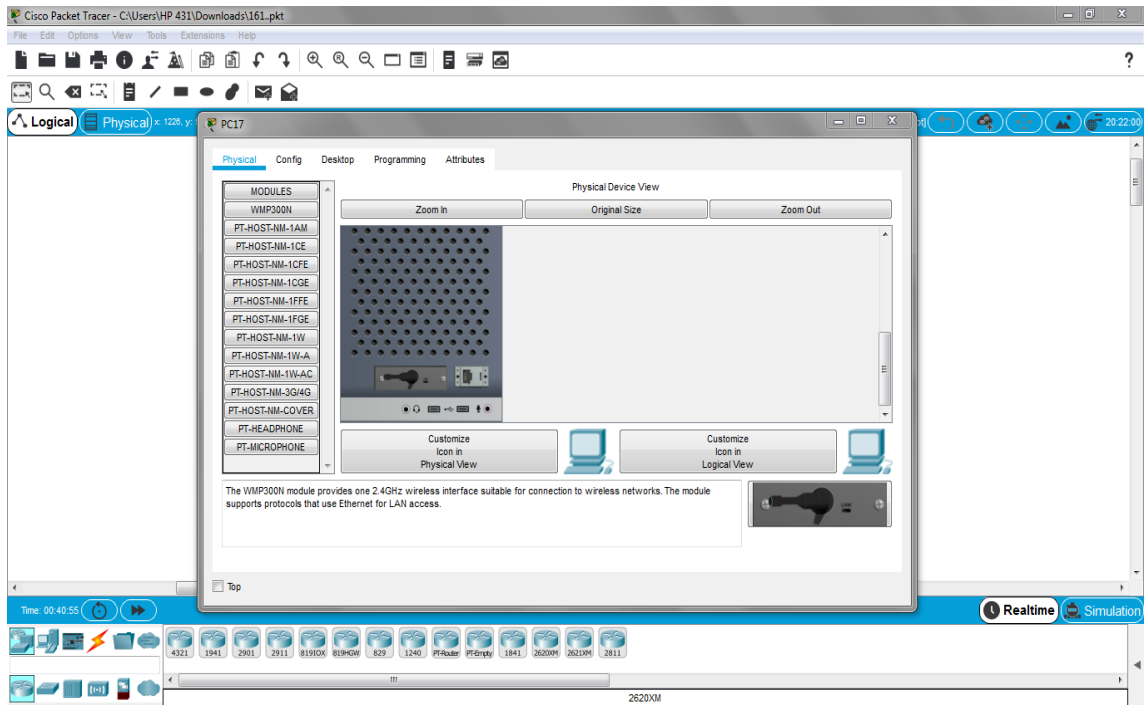 Cisco Packet Tracer - C:\Users\HP 431\Downloads\161..pkt
File Edit Options View Tools Extensions Help
?
Logical Physical x: 1226, y:
20:22:00
PC17
Physical Config Desktop Programming Attributes
MODULES
WMP300N
PT-HOST-NM-1AM
PT-HOST-NM-1CE
PT-HOST-NM-1CFE
PT-HOST-NM-1CGE
PT-HOST-NM-1FFE
PT-HOST-NM-1FGE
PT-HOST-NM-1W
PT-HOST-NM-1W-A
PT-HOST-NM-1W-AC
PT-HOST-NM-3G/4G
PT-HOST-NM-COVER
PT-HEADPHONE
PT-MICROPHONE
Physical Device View
Zoom In Original Size Zoom Out
Customize
Icon in
Physical View
Customize
Icon in
Logical View
The WMP300N module provides one 2.4GHz wireless interface suitable for connection to wireless networks. The module
supports protocols that use Ethernet for LAN access.
Top
Time: 00:40:55
Realtime Simulation
4321 1941 2901 2911 819IOX 819HGW 829 1240 PT-Router PT-Empty 1841 2620XM 2621XM 2811
2620XM